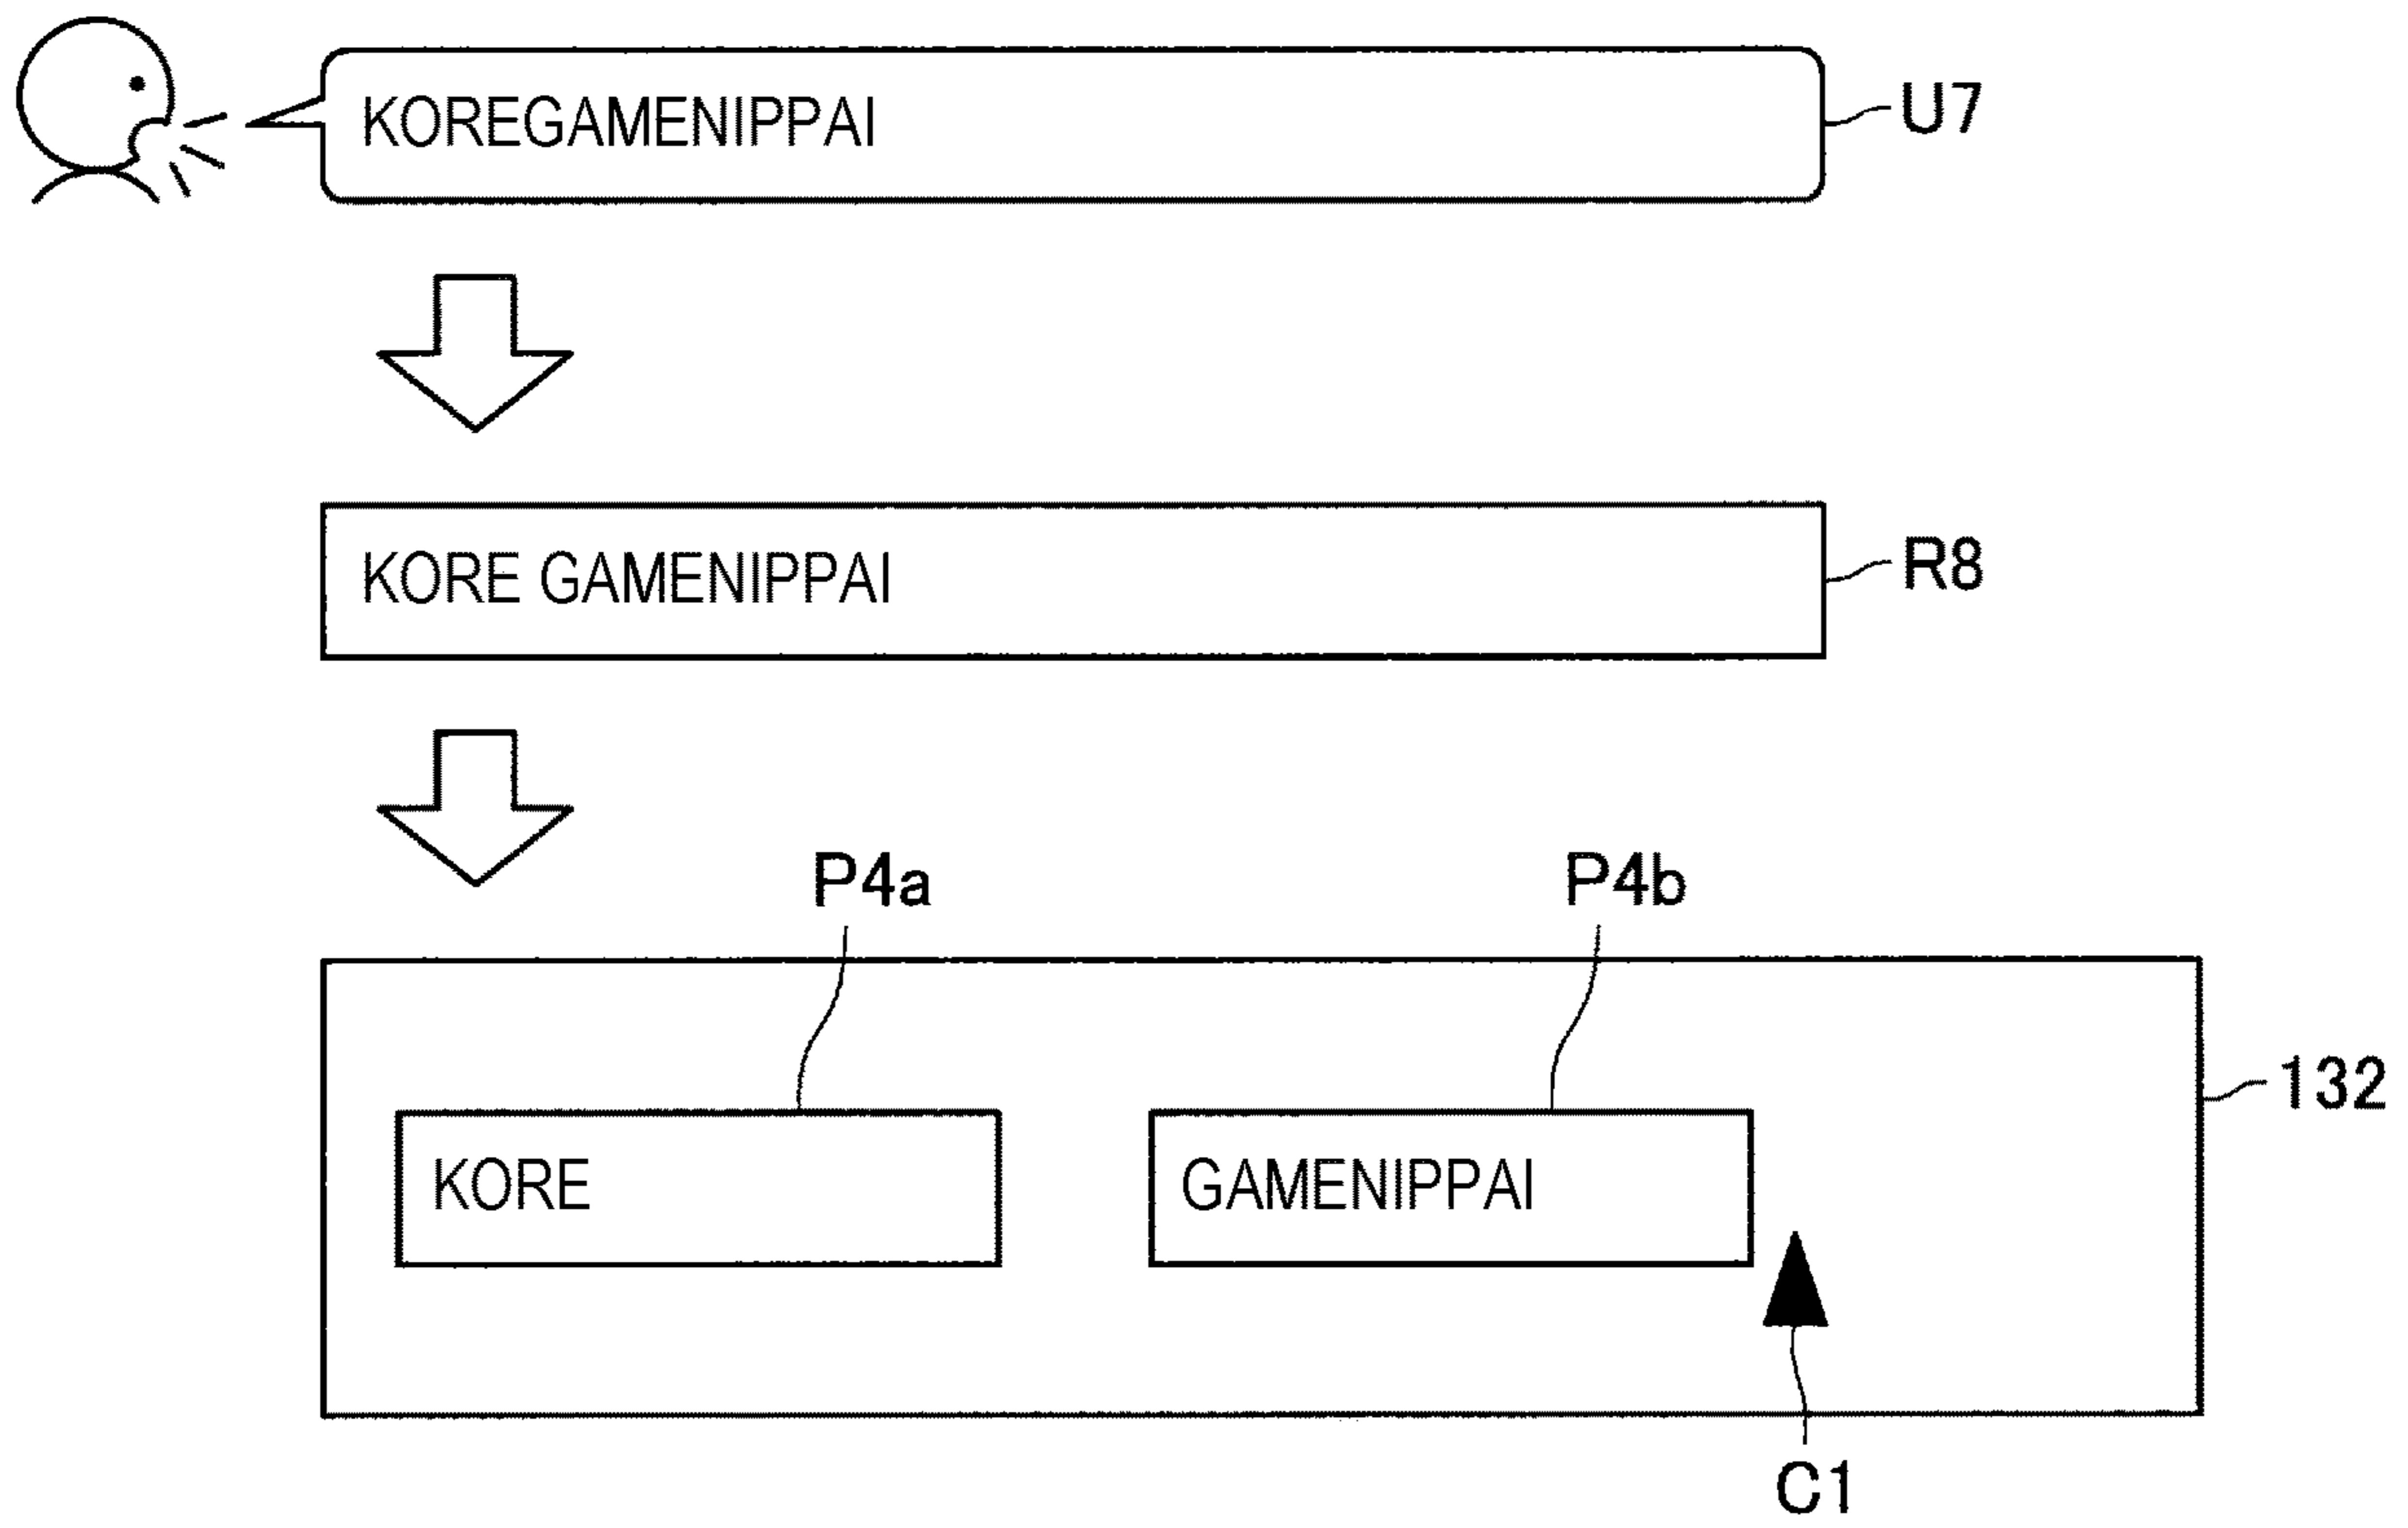 KOREGAMENIPPAI
U7
KORE GAMENIPPAI
R8
P4a P4b
KORE GAMENIPPAI
132
C1